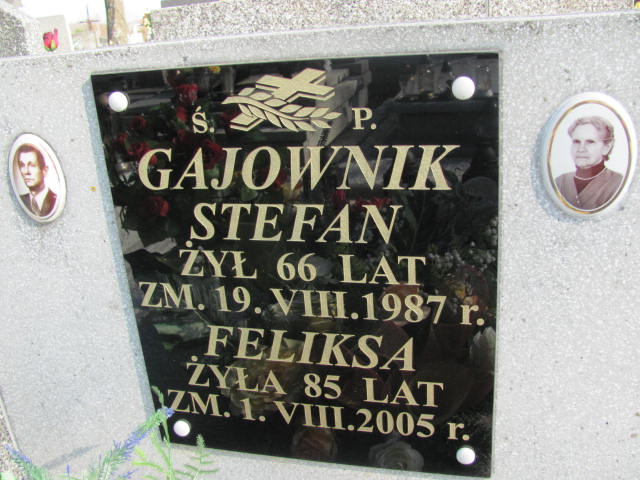 Ś. P.
GAJOWNIK
STEFAN
ŻYŁ 66 LAT
ZM. 19. VIII. 1987 r.
FELIKSA
ŻYŁA 85 LAT
ZM. 1. VIII. 2005 r.